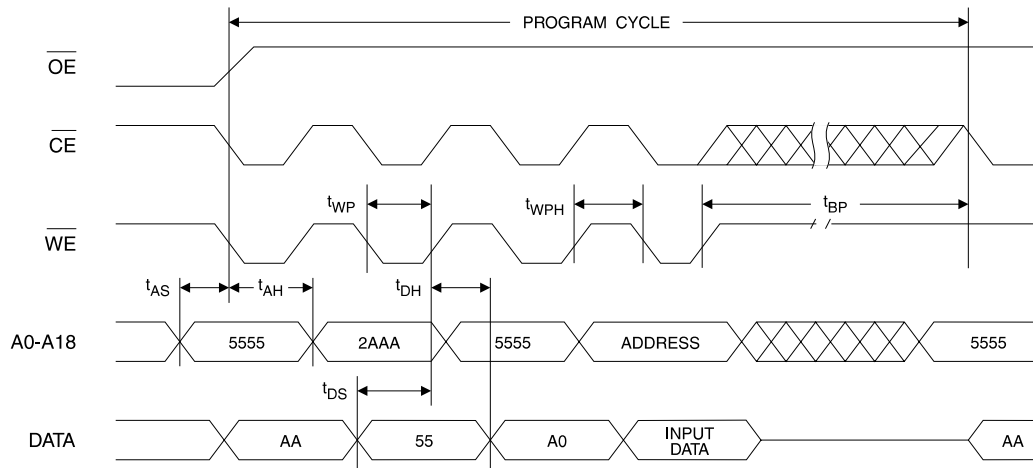 PROGRAM CYCLE
OE
CE
tWP
tWPH
tBP
WE
tAS
tAH
tDH
A0-A18
5555
2AAA
5555
ADDRESS
5555
tDS
DATA
AA
55
A0
INPUT
DATA
AA